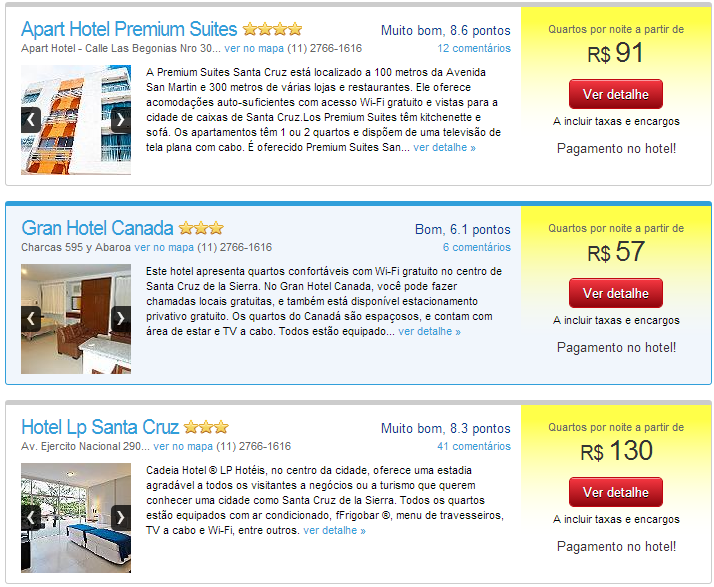 Apart Hotel Premium Suites
Muito bom, 8.6 pontos
Apart Hotel - Calle Las Begonias Nro 30... ver no mapa (11) 2766-1616
12 comentários
A Premium Suites Santa Cruz está localizado a 100 metros da Avenida
San Martin e 300 metros de várias lojas e restaurantes. Ele oferece
acomodações auto-suficientes com acesso Wi-Fi gratuito e vistas para a
cidade de caixas de Santa Cruz.Los Premium Suites têm kitchenette e
sofá. Os apartamentos têm 1 ou 2 quartos e dispõem de uma televisão de
tela plana com cabo. É oferecido Premium Suites San... ver detalhe »
Quartos por noite a partir de
R$ 91
Ver detalhe
A incluir taxas e encargos
Pagamento no hotel!
Gran Hotel Canada
Bom, 6.1 pontos
Charcas 595 y Abaroa ver no mapa (11) 2766-1616
6 comentários
Este hotel apresenta quartos confortáveis com Wi-Fi gratuito no centro de
Santa Cruz de la Sierra. No Gran Hotel Canada, você pode fazer
chamadas locais gratuitas, e também está disponível estacionamento
privativo gratuito. Os quartos do Canadá são espaçosos, e contam com
área de estar e TV a cabo. Todos estão equipado... ver detalhe »
Quartos por noite a partir de
R$ 57
Ver detalhe
A incluir taxas e encargos
Pagamento no hotel!
Hotel Lp Santa Cruz
Muito bom, 8.3 pontos
Av. Ejercito Nacional 290... ver no mapa (11) 2766-1616
41 comentários
Cadeia Hotel ® LP Hotéis, no centro da cidade, oferece uma estadia
agradável a todos os visitantes a negócios ou a turismo que querem
conhecer uma cidade como Santa Cruz de la Sierra. Todos os quartos
estão equipados com ar condicionado, fFrigobar ®, menu de travesseiros,
TV a cabo e Wi-Fi, entre outros. ver detalhe »
Quartos por noite a partir de
R$ 130
Ver detalhe
A incluir taxas e encargos
Pagamento no hotel!